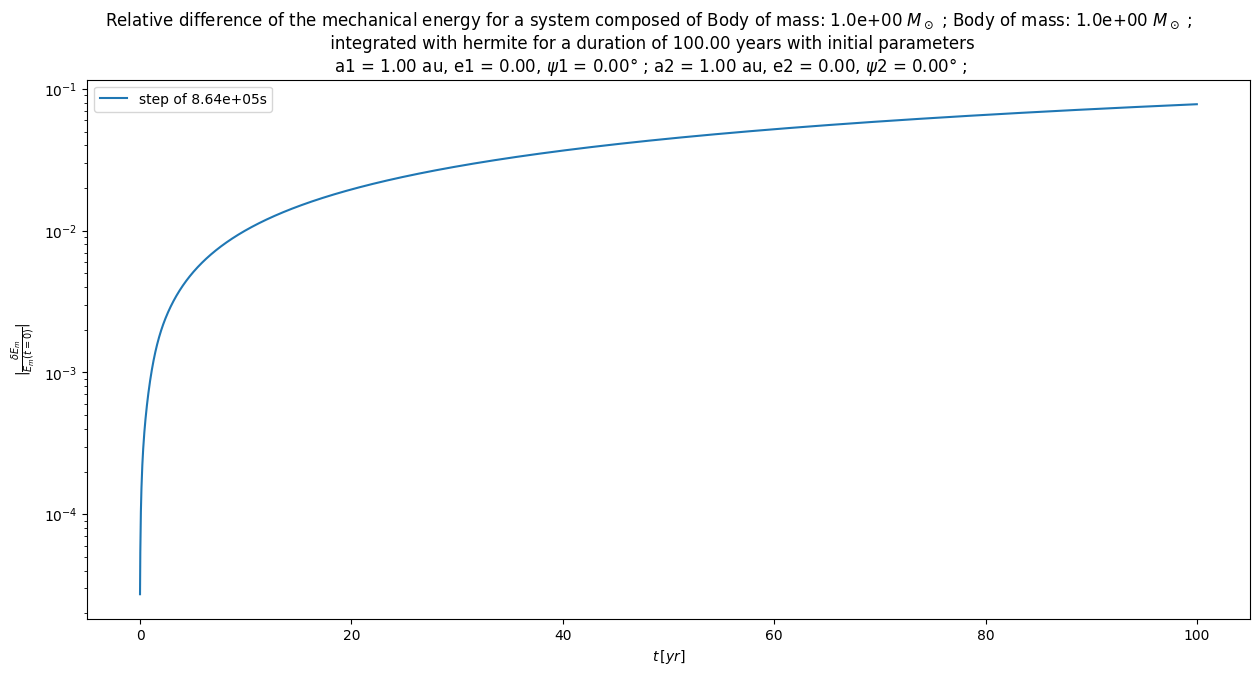 Relative difference of the mechanical energy for a system composed of Body of mass: 1.0e+00 $M_\odot$ ; Body of mass: 1.0e+00 $M_\odot$ ;
integrated with hermite for a duration of 100.00 years with initial parameters
a1 = 1.00 au, e1 = 0.00, ψ1 = 0.00° ; a2 = 1.00 au, e2 = 0.00, ψ2 = 0.00° ;
step of 8.64e+05s
10⁻¹
10⁻²
10⁻³
10⁻⁴
$|\frac{\delta E_m}{E_m(t=0)}|$
0 20 40 60 80 100
t [yr]